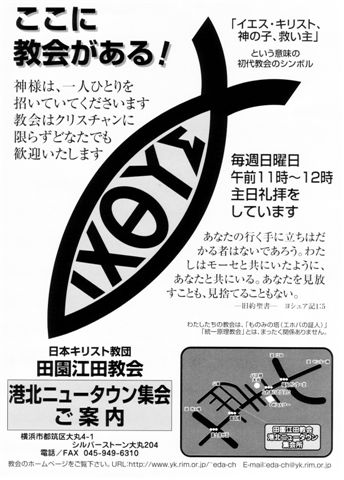 ここに
教会がある!
「イエス・キリスト、
神の子、救い主」
という意味の
初代教会のシンボル
神様は、一人ひとりを
招いていてくださいます
教会はクリスチャンに
限らずどなたでも
歓迎いたします
ΙΧΘΥΣ
毎週日曜日
午前11時~12時
主日礼拝を
しています
あなたの行く手に立ちはだ
かる者はないであろう。わた
しはモーセと共にいたように、
あなたと共にいる。あなたを見放
すことも、見捨てることもない。
―旧約聖書― ヨシュア記1:5
わたしたちの教会は、「ものみの塔(エホバの証人)」
「統一原理教会」とは、まったく関係ありません。
日本キリスト教団
田園江田教会
港北ニュータウン集会
ご案内
横浜市都筑区大丸4-1
シルバーストーン大丸204
電話/FAX 045-949-6310
田園江田教会
港北ニュータウン
集会所
教会のホームページをご覧下さい。URL:http://www.yk.rim.or.jp/~eda-ch E-mail:eda-ch@yk.rim.or.jp